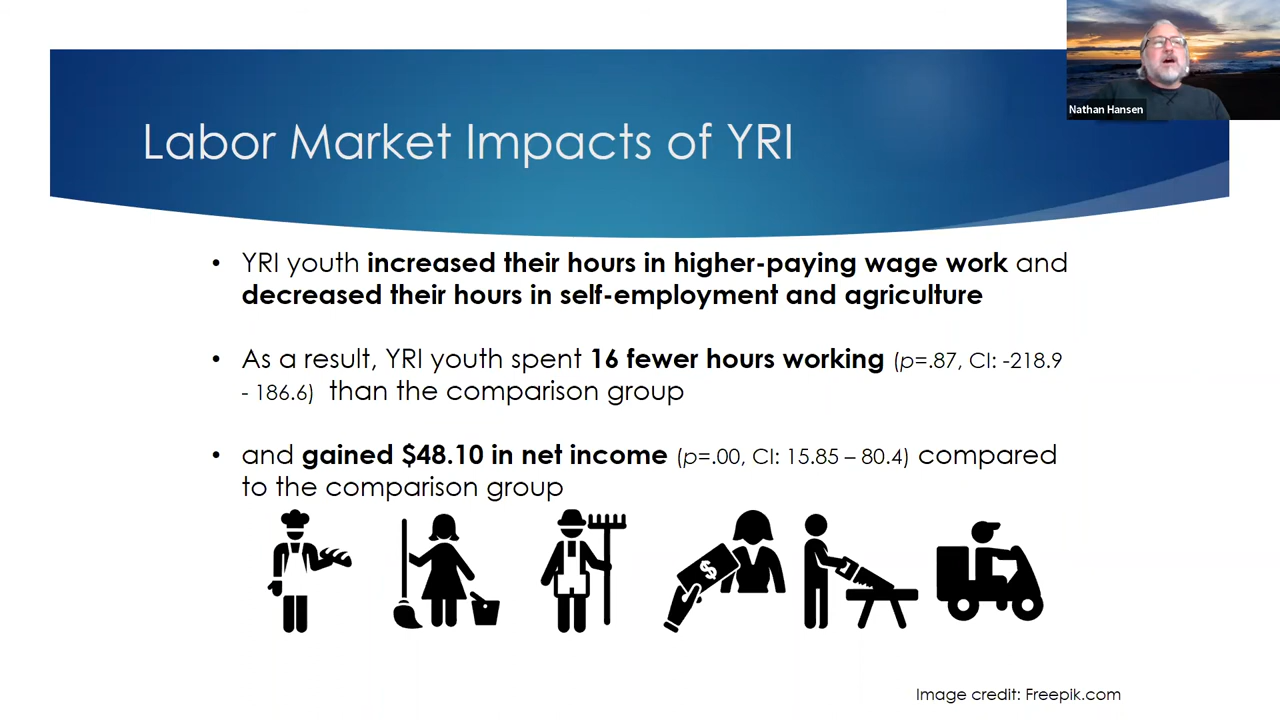 Nathan Hansen
Labor Market Impacts of YRI
• YRI youth increased their hours in higher-paying wage work and
decreased their hours in self-employment and agriculture
• As a result, YRI youth spent 16 fewer hours working (p=.87, CI: -218.9
- 186.6) than the comparison group
• and gained $48.10 in net income (p=.00, CI: 15.85 – 80.4) compared
to the comparison group
$
Image credit: Freepik.com